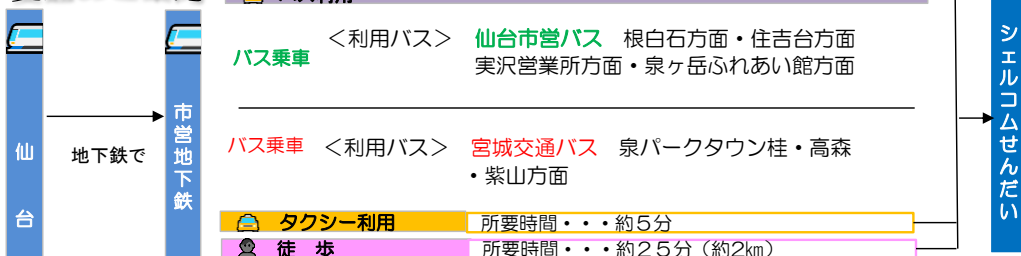 バス乗車 <利用バス> 仙台市営バス 根白石方面・住吉台方面
実沢営業所方面・泉ヶ岳ふれあい館方面
仙台
地下鉄で
市営地下鉄
バス乗車 <利用バス> 宮城交通バス 泉パークタウン桂・高森
・紫山方面
タクシー利用 所要時間・・・約5分
徒 歩 所要時間・・・約25分(約2㎞)
シェルコムせんだい